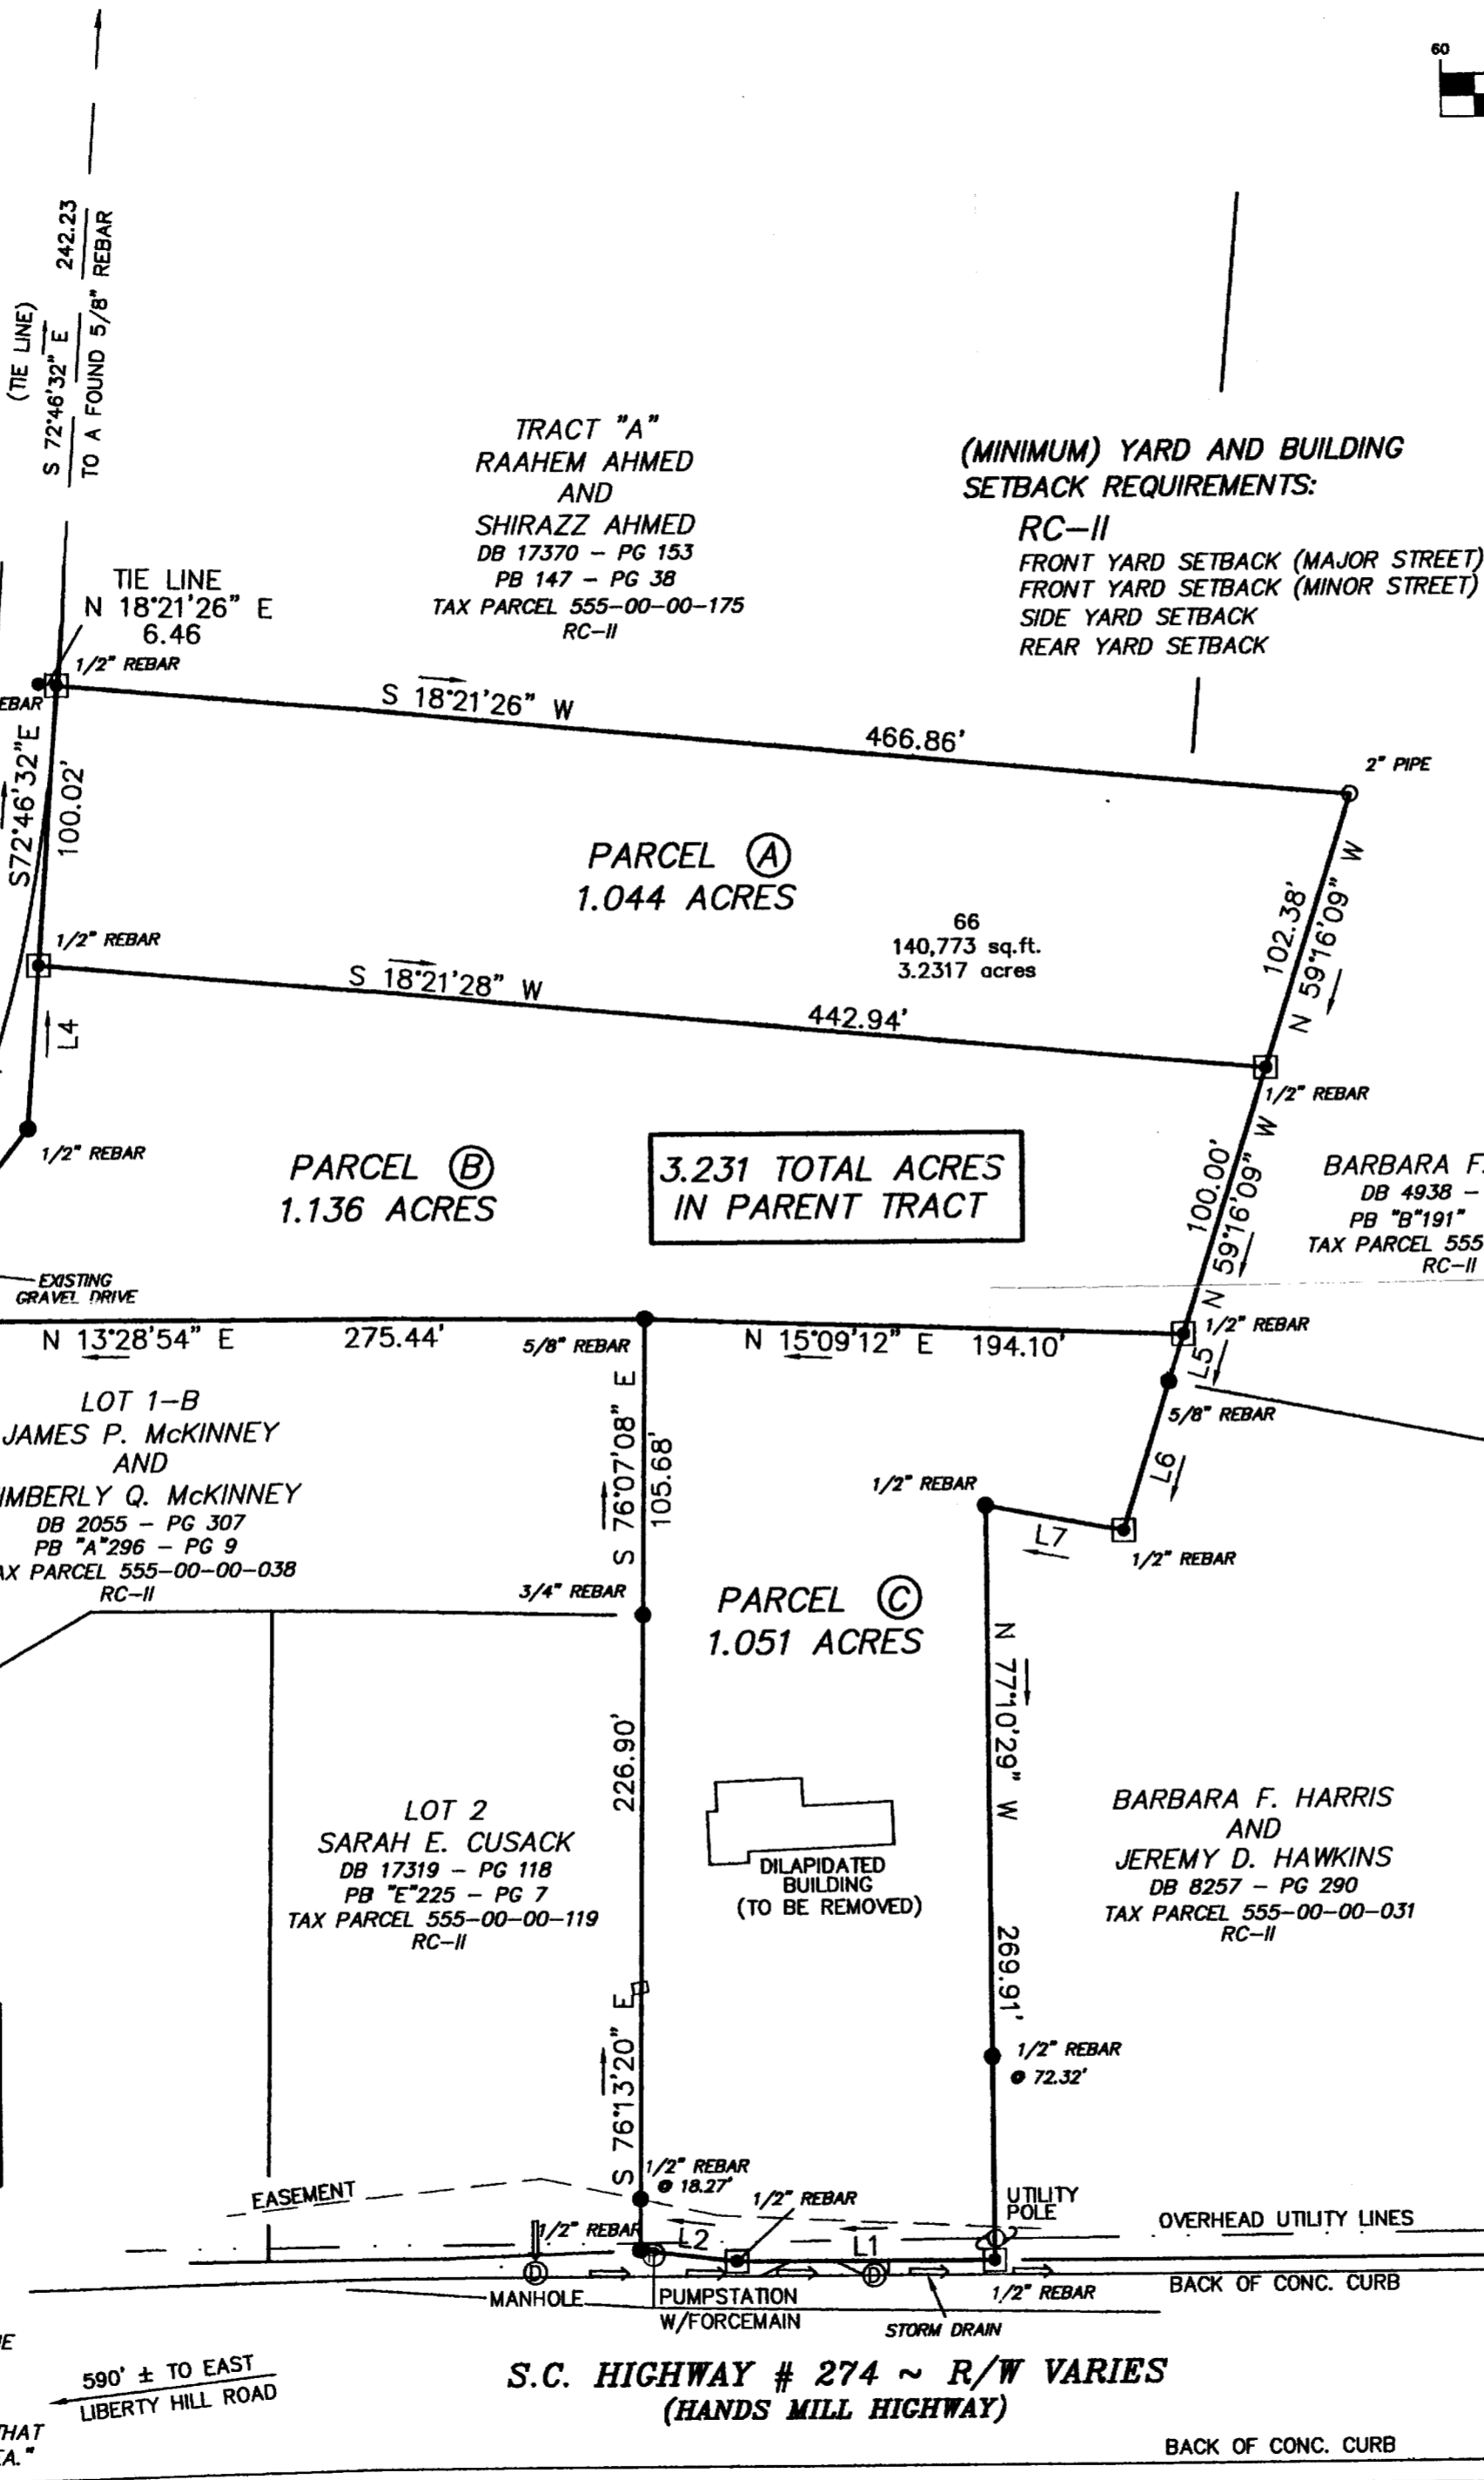 60
(TIE LINE)
S 72°46'32" E 242.23
TO A FOUND 5/8" REBAR
TRACT "A"
RAAHEM AHMED
AND
SHIRAZZ AHMED
DB 17370 - PG 153
PB 147 - PG 38
TAX PARCEL 555-00-00-175
RC-II
(MINIMUM) YARD AND BUILDING
SETBACK REQUIREMENTS:
RC-II
FRONT YARD SETBACK (MAJOR STREET)
FRONT YARD SETBACK (MINOR STREET)
SIDE YARD SETBACK
REAR YARD SETBACK
TIE LINE
N 18°21'26" E
6.46
1/2" REBAR
EBAR
S 18°21'26" W
466.86'
2" PIPE
S72°46'32"E
100.02'
PARCEL A
1.044 ACRES
66
140,773 sq.ft.
3.2317 acres
102.38'
N 59°16'09" W
1/2" REBAR
S 18°21'28" W
442.94'
L4
1/2" REBAR
1/2" REBAR
PARCEL B
1.136 ACRES
3.231 TOTAL ACRES
IN PARENT TRACT
100.00'
N 59°16'09" W
BARBARA F.
DB 4938 -
PB "B"191"
TAX PARCEL 555
RC-II
EXISTING
GRAVEL DRIVE
N 13°28'54" E 275.44'
5/8" REBAR
N 15°09'12" E 194.10'
1/2" REBAR
L5
5/8" REBAR
LOT 1-B
JAMES P. McKINNEY
AND
IMBERLY Q. McKINNEY
DB 2055 - PG 307
PB "A"296 - PG 9
AX PARCEL 555-00-00-038
RC-II
S 76°07'08" E
105.68'
L6
1/2" REBAR
L7
1/2" REBAR
3/4" REBAR
PARCEL C
1.051 ACRES
N 77°10'29" W
269.91'
226.90'
S 76°13'20" E
LOT 2
SARAH E. CUSACK
DB 17319 - PG 118
PB "E"225 - PG 7
TAX PARCEL 555-00-00-119
RC-II
DILAPIDATED
BUILDING
(TO BE REMOVED)
BARBARA F. HARRIS
AND
JEREMY D. HAWKINS
DB 8257 - PG 290
TAX PARCEL 555-00-00-031
RC-II
1/2" REBAR
@ 72.32'
1/2" REBAR
@ 18.27'
EASEMENT
1/2" REBAR
UTILITY
POLE
OVERHEAD UTILITY LINES
1/2" REBAR
L2
L1
D
D
MANHOLE
PUMPSTATION
W/FORCEMAIN
1/2" REBAR
BACK OF CONC. CURB
STORM DRAIN
E
590' ± TO EAST
LIBERTY HILL ROAD
S.C. HIGHWAY # 274 ~ R/W VARIES
(HANDS MILL HIGHWAY)
THAT
EA."
BACK OF CONC. CURB